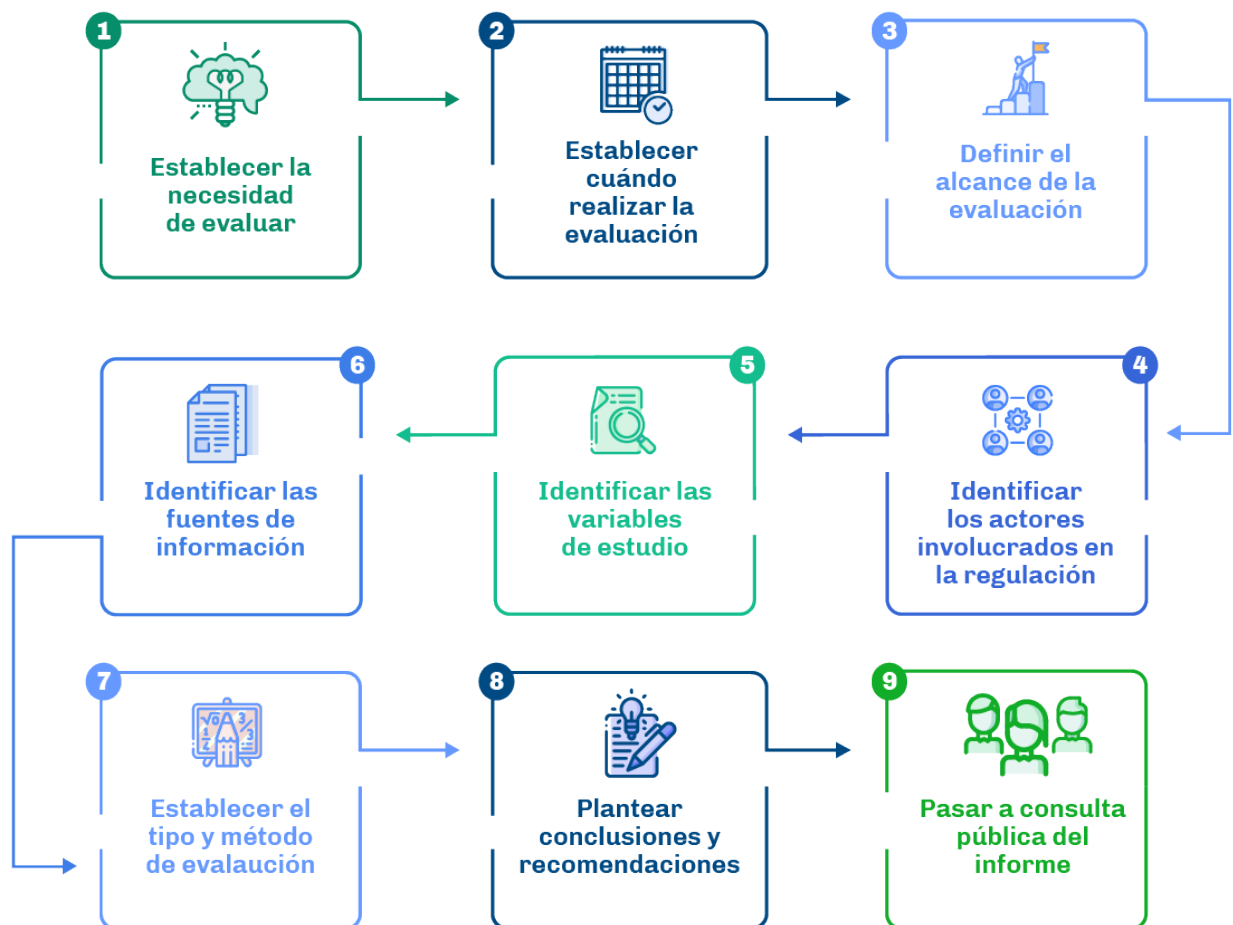 1
Establecer la
necesidad
de evaluar
2
Establecer
cuándo
realizar la
evaluación
3
Definir el
alcance de la
evaluación
4
Identificar
los actores
involucrados en
la regulación
5
Identificar las
variables
de estudio
6
Identificar las
fuentes de
información
7
Establecer el
tipo y método
de evalaución
8
Plantear
conclusiones y
recomendaciones
9
Pasar a consulta
pública del
informe